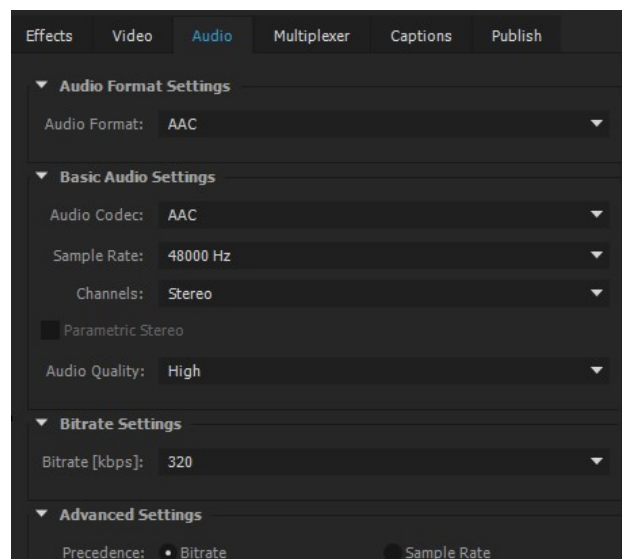 Effects Video Audio Multiplexer Captions Publish
Audio Format Settings
Audio Format: AAC
Basic Audio Settings
Audio Codec: AAC
Sample Rate: 48000 Hz
Channels: Stereo
Parametric Stereo
Audio Quality: High
Bitrate Settings
Bitrate [kbps]: 320
Advanced Settings
Precedence: Bitrate Sample Rate